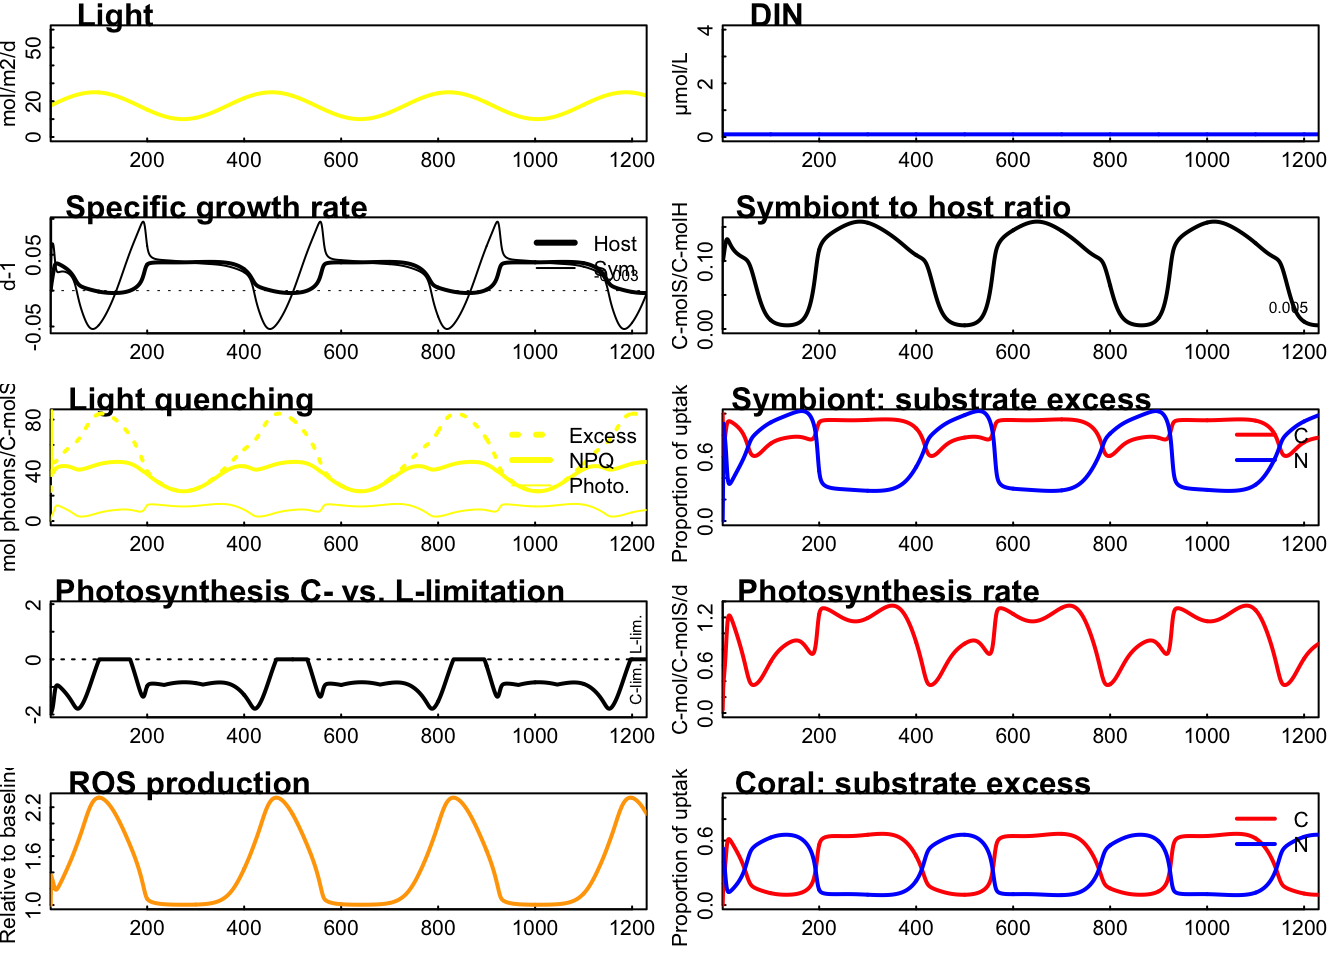 Light
mol/m2/d
0 20 50
200 400 600 800 1000 1200
DIN
µmol/L
0 2 4
200 400 600 800 1000 1200
Specific growth rate
d-1
-0.05 0.05
Host
Sym
-0.003
200 400 600 800 1000 1200
Symbiont to host ratio
C-molS/C-molH
0.00 0.10
0.005
200 400 600 800 1000 1200
Light quenching
mol photons/C-molS
0 40 80
Excess
NPQ
Photo.
200 400 600 800 1000 1200
Symbiont: substrate excess
Proportion of uptak
0.0 0.6
C
N
200 400 600 800 1000 1200
Photosynthesis C- vs. L-limitation
-2 0 2
C-lim. L-lim.
200 400 600 800 1000 1200
Photosynthesis rate
C-mol/C-molS/d
0.0 0.6 1.2
200 400 600 800 1000 1200
ROS production
Relative to baseline
1.0 1.6 2.2
200 400 600 800 1000 1200
Coral: substrate excess
Proportion of uptak
0.0 0.6
C
N
200 400 600 800 1000 1200